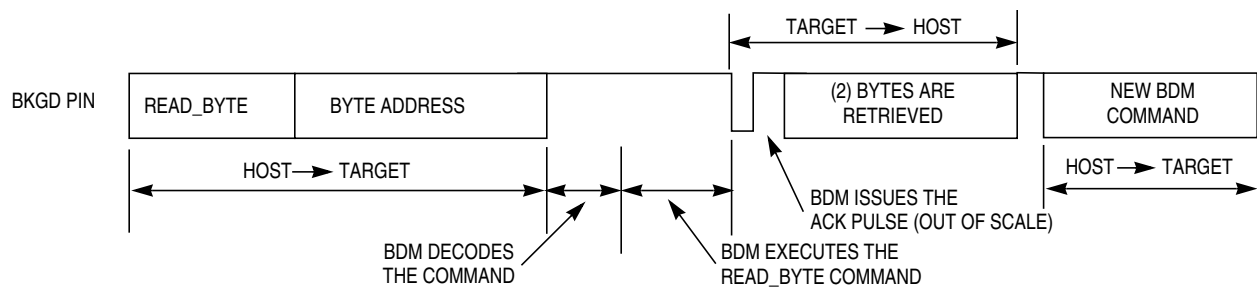 TARGET → HOST
BKGD PIN
READ_BYTE
BYTE ADDRESS
(2) BYTES ARE
RETRIEVED
NEW BDM
COMMAND
HOST → TARGET
HOST → TARGET
BDM ISSUES THE
ACK PULSE (OUT OF SCALE)
BDM DECODES
THE COMMAND
BDM EXECUTES THE
READ_BYTE COMMAND